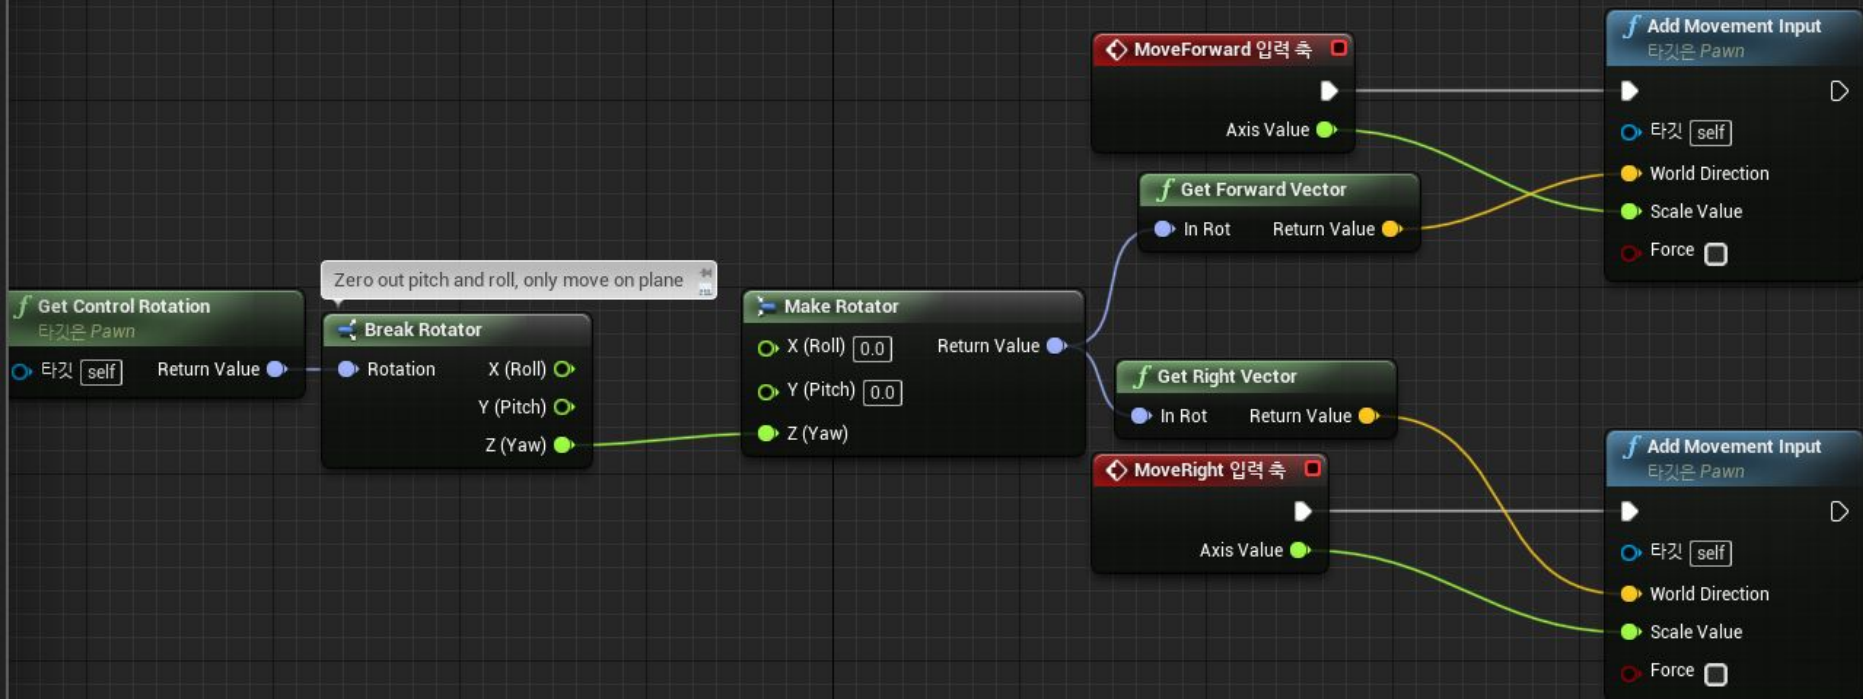 Get Control Rotation
타깃은 Pawn
타깃 self
Return Value
Zero out pitch and roll, only move on plane
Break Rotator
Rotation
X (Roll)
Y (Pitch)
Z (Yaw)
Make Rotator
X (Roll) 0.0
Return Value
Y (Pitch) 0.0
Z (Yaw)
MoveForward 입력 축
Axis Value
Get Forward Vector
In Rot
Return Value
Add Movement Input
타깃은 Pawn
타깃 self
World Direction
Scale Value
Force
Get Right Vector
In Rot
Return Value
MoveRight 입력 축
Axis Value
Add Movement Input
타깃은 Pawn
타깃 self
World Direction
Scale Value
Force